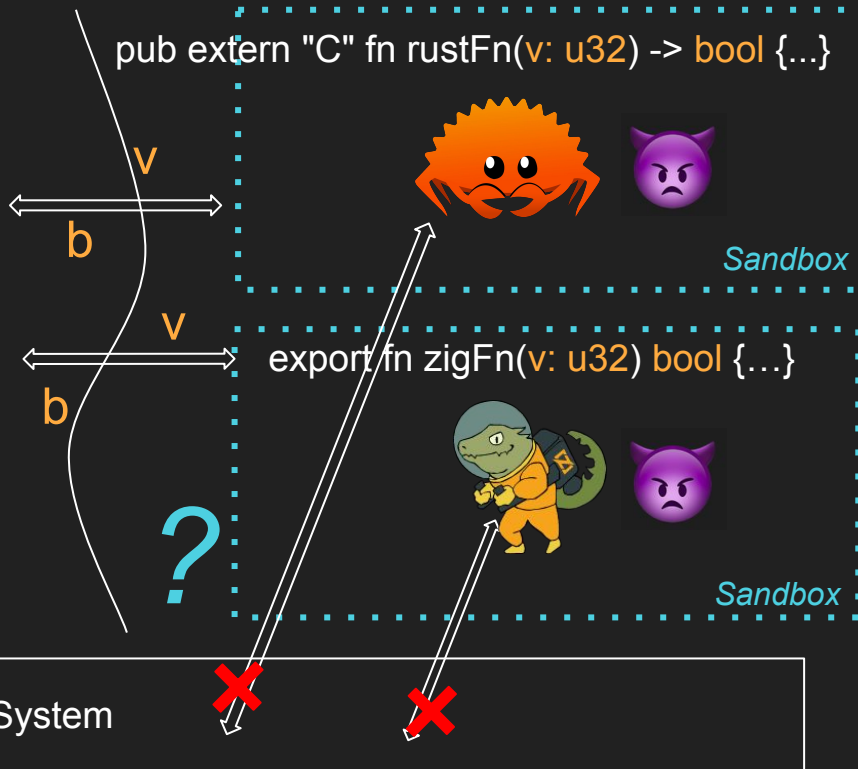 pub extern "C" fn rustFn(v: u32) -> bool {...}
v
b
Sandbox
v
export fn zigFn(v: u32) bool {...}
b
?
Sandbox
System